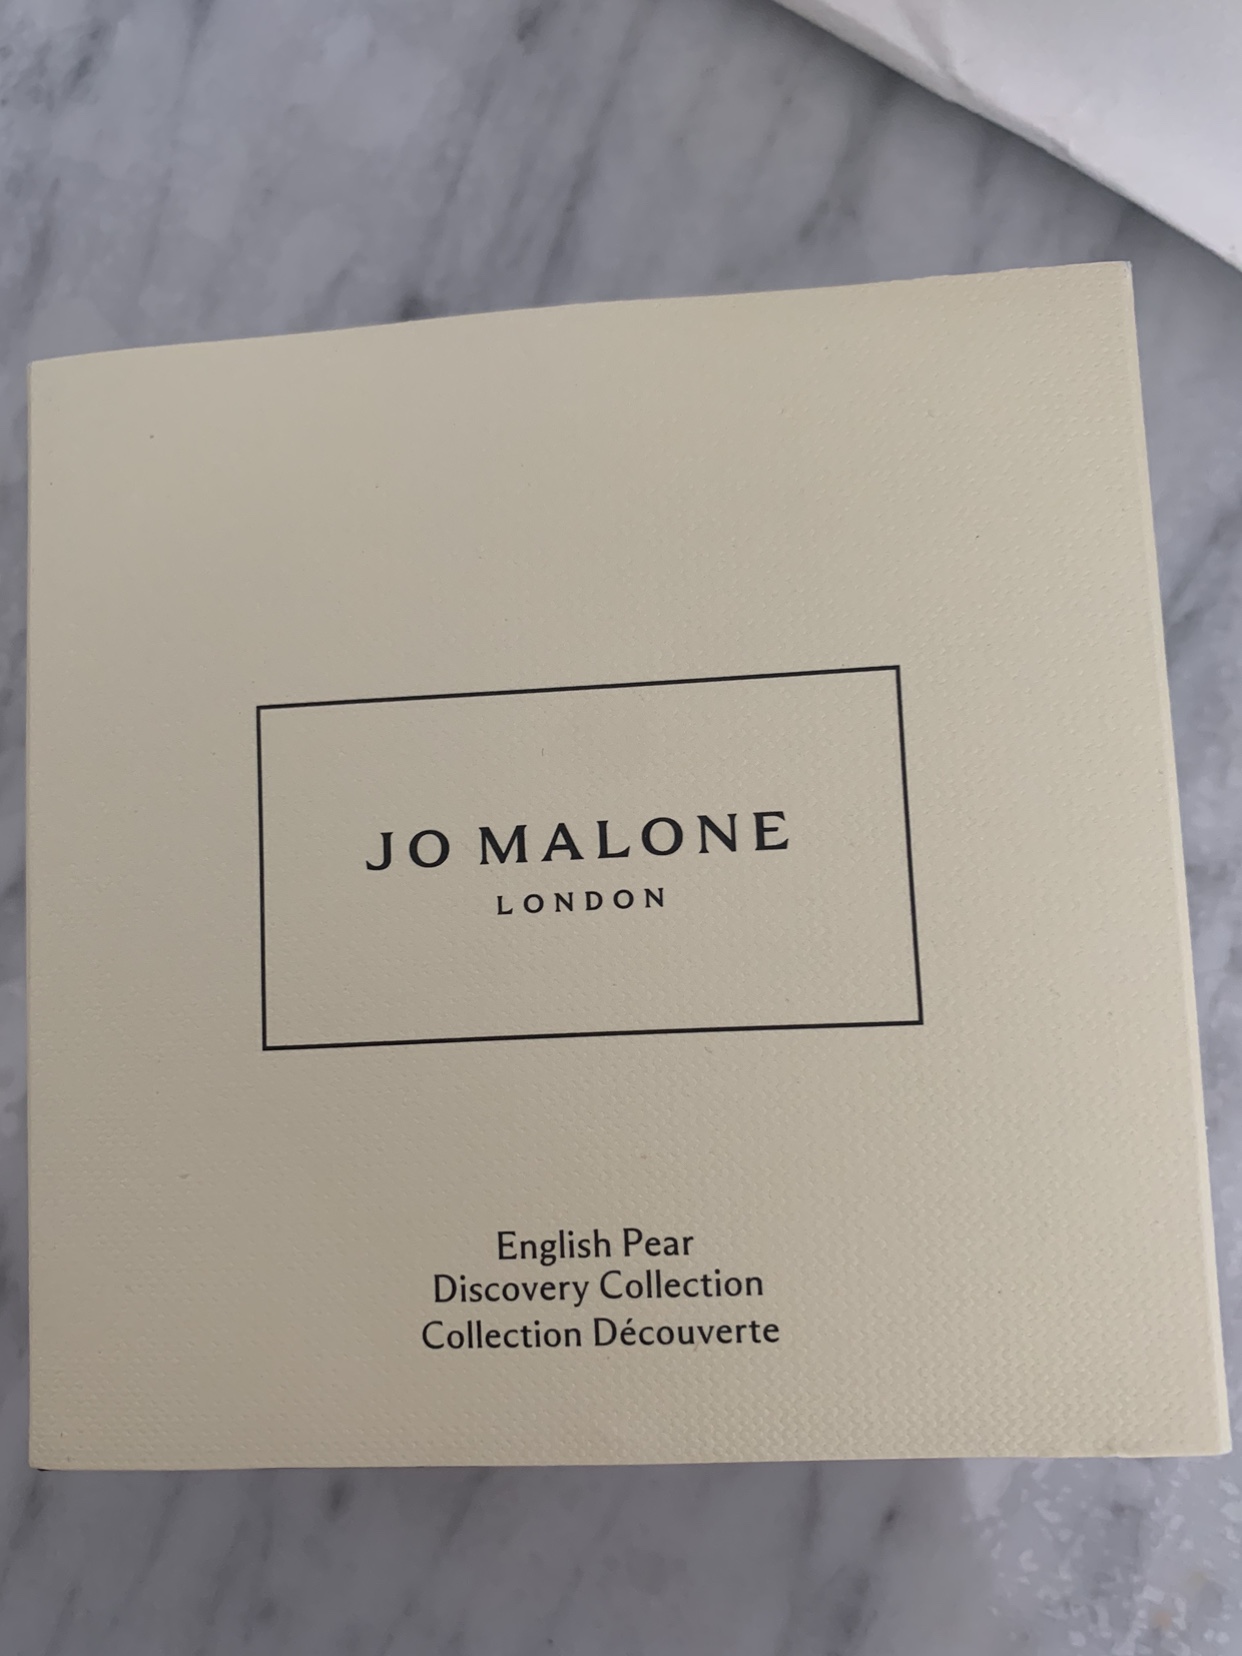 JO MALONE
LONDON
English Pear
Discovery Collection
Collection Découverte